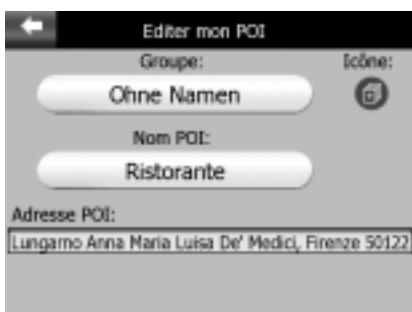 Editer mon POI
Groupe: Icône:
Ohne Namen
Nom POI:
Ristorante
Adresse POI:
Lungarno Anna Maria Luisa De' Medici, Firenze 50122